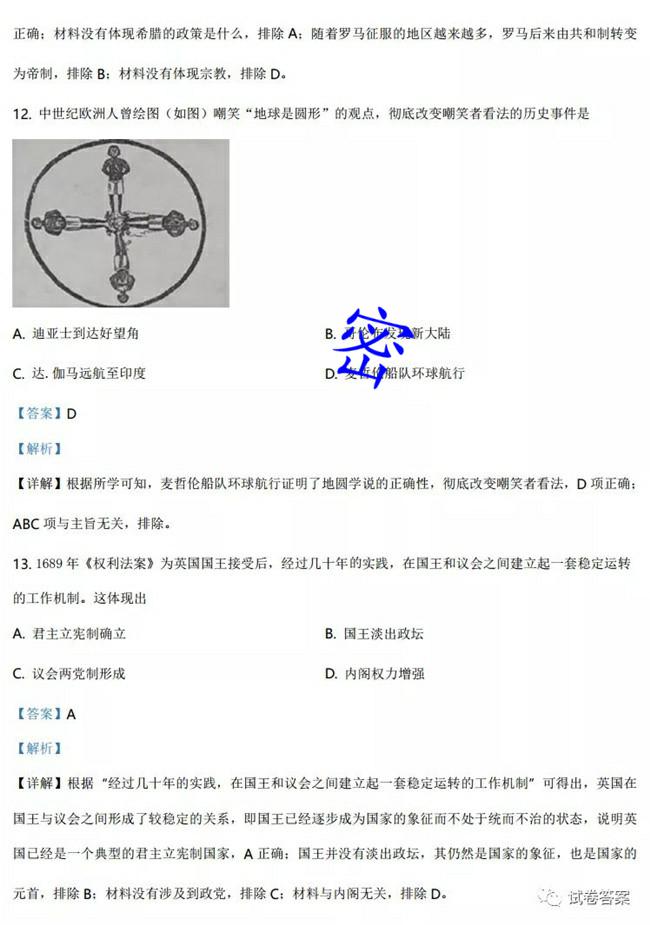 正确；材料没有体现希腊的政策是什么，排除 A；随着罗马征服的地区越来越多，罗马后来由共和制转变
为帝制，排除 B；材料没有体现宗教，排除 D。
12. 中世纪欧洲人曾绘图（如图）嘲笑“地球是圆形”的观点，彻底改变嘲笑者看法的历史事件是
A. 迪亚士到达好望角
B. 哥伦布发现新大陆
密
C. 达. 伽马远航至印度
D. 麦哲伦船队环球航行
【答案】D
【解析】
【详解】根据所学可知，麦哲伦船队环球航行证明了地圆学说的正确性，彻底改变嘲笑者看法，D 项正确；
ABC 项与主旨无关，排除。
13. 1689 年《权利法案》为英国国王接受后，经过几十年的实践，在国王和议会之间建立起一套稳定运转
的工作机制。这体现出
A. 君主立宪制确立
B. 国王淡出政坛
C. 议会两党制形成
D. 内阁权力增强
【答案】A
【解析】
【详解】根据 “经过几十年的实践，在国王和议会之间建立起一套稳定运转的工作机制” 可得出，英国在
国王与议会之间形成了较稳定的关系，即国王已经逐步成为国家的象征而不处于统而不治的状态，说明英
国已经是一个典型的君主立宪制国家，A 正确；国王并没有淡出政坛，其仍然是国家的象征，也是国家的
元首，排除 B；材料没有涉及到政党，排除 C；材料与内阁无关，排除 D。
试卷答案